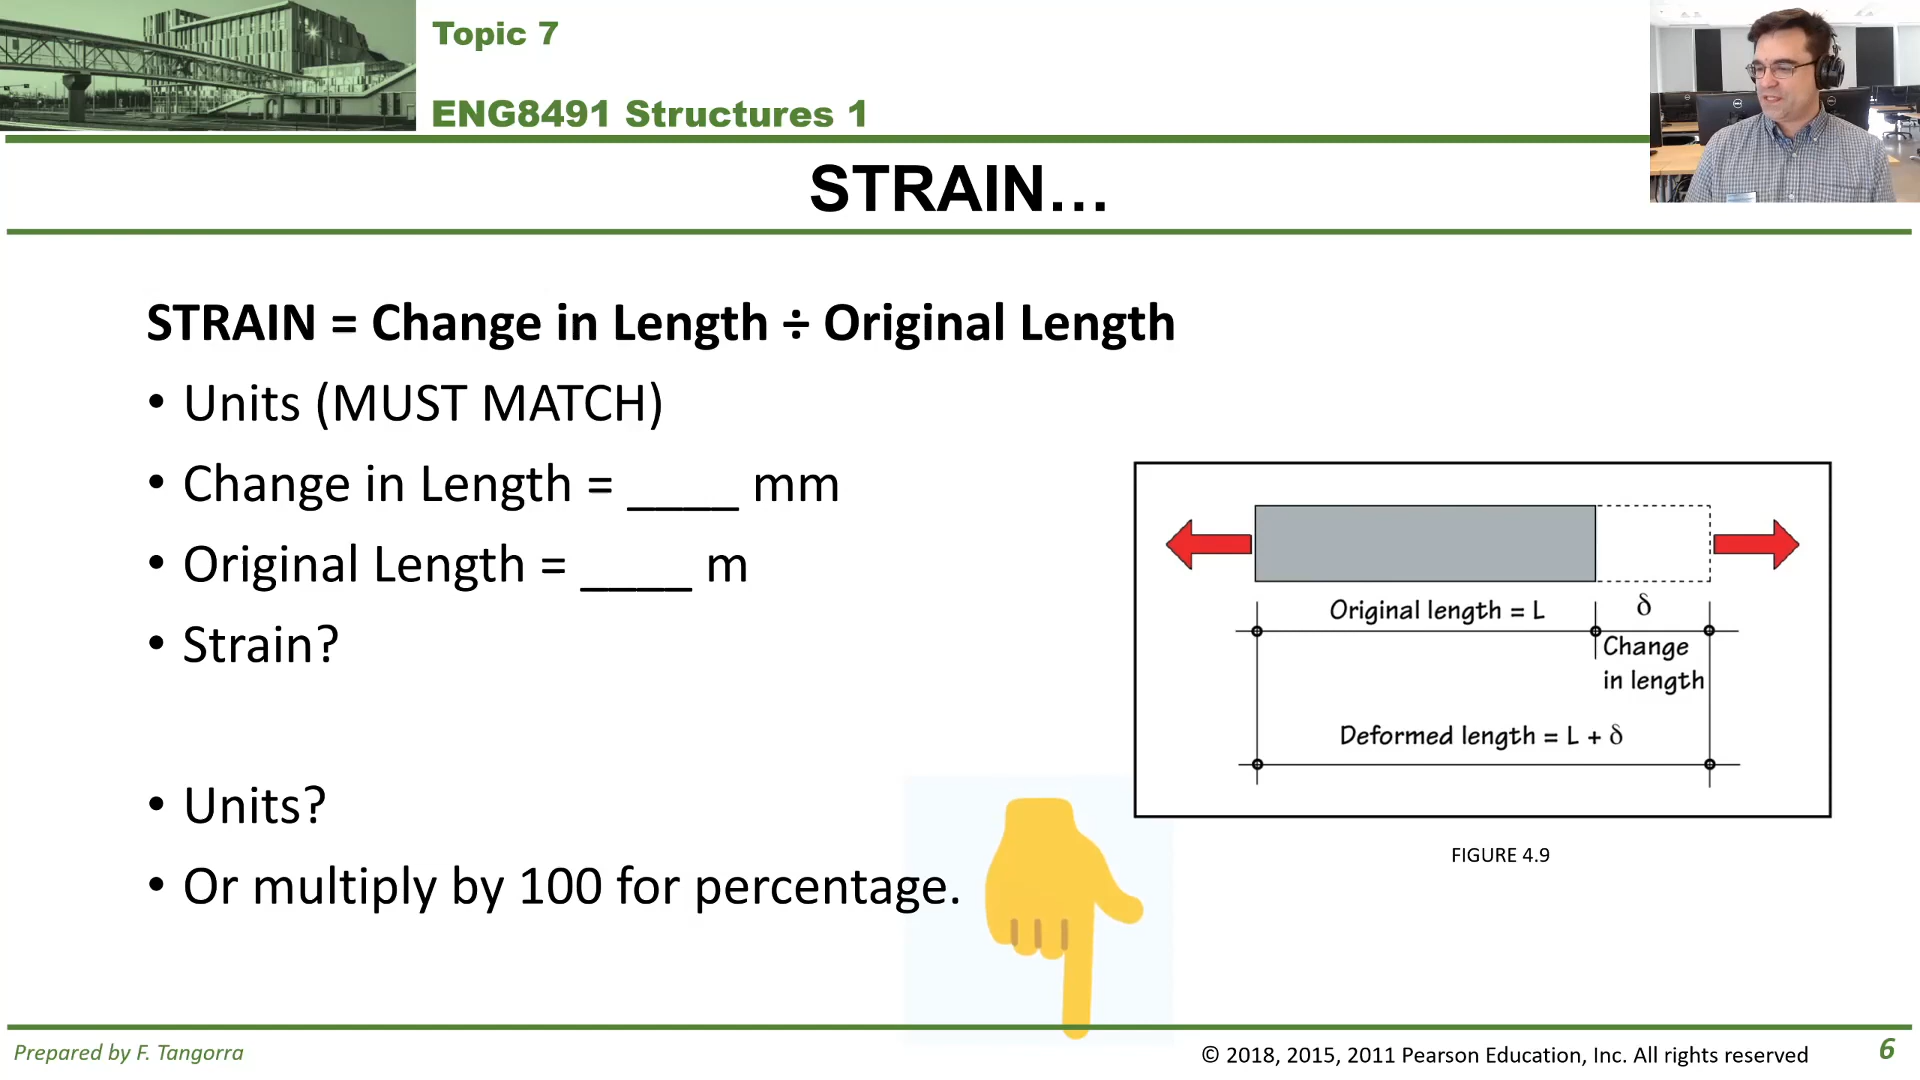 Topic 7
ENG8491 Structures 1
STRAIN...
STRAIN = Change in Length ÷ Original Length
• Units (MUST MATCH)
• Change in Length = ____ mm
• Original Length = ____ m
• Strain?
• Units?
• Or multiply by 100 for percentage.
Original length = L
δ
Change
in length
Deformed length = L + δ
FIGURE 4.9
Prepared by F. Tangorra
© 2018, 2015, 2011 Pearson Education, Inc. All rights reserved
6